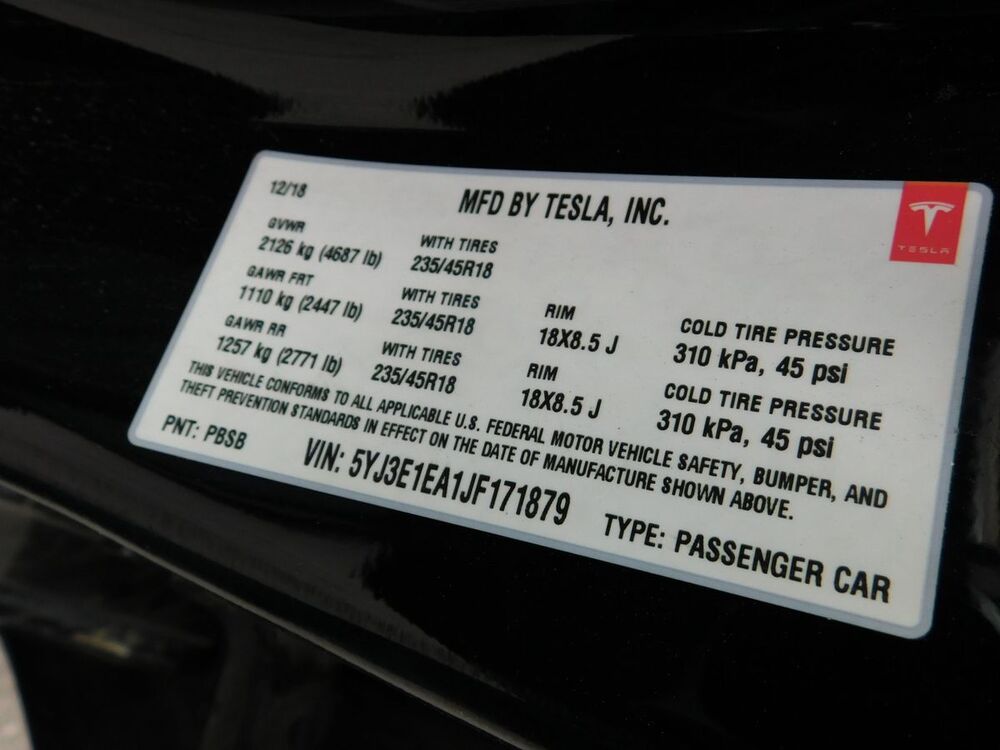 12/18
MFD BY TESLA, INC.
TESLA
GVWR
2126 kg (4687 lb)
WITH TIRES
235/45R18
GAWR FRT
1110 kg (2447 lb)
WITH TIRES
235/45R18
RIM
18X8.5 J
COLD TIRE PRESSURE
310 kPa, 45 psi
GAWR RR
1257 kg (2771 lb)
WITH TIRES
235/45R18
RIM
18X8.5 J
COLD TIRE PRESSURE
310 kPa, 45 psi
THIS VEHICLE CONFORMS TO ALL APPLICABLE U.S. FEDERAL MOTOR VEHICLE SAFETY, BUMPER, AND
THEFT PREVENTION STANDARDS IN EFFECT ON THE DATE OF MANUFACTURE SHOWN ABOVE.
PNT: PBSB
VIN: 5YJ3E1EA1JF171879
TYPE: PASSENGER CAR